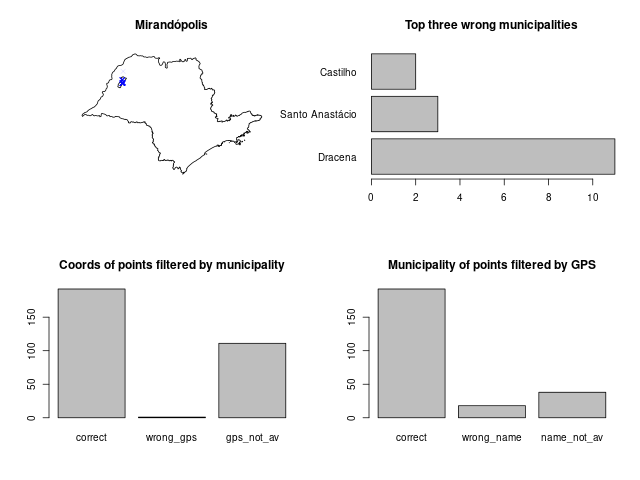 Mirandópolis
Top three wrong municipalities
Castilho
Santo Anastácio
Dracena
0 2 4 6 8 10
Coords of points filtered by municipality
150
100
50
0
correct wrong_gps gps_not_av
Municipality of points filtered by GPS
150
100
50
0
correct wrong_name name_not_av